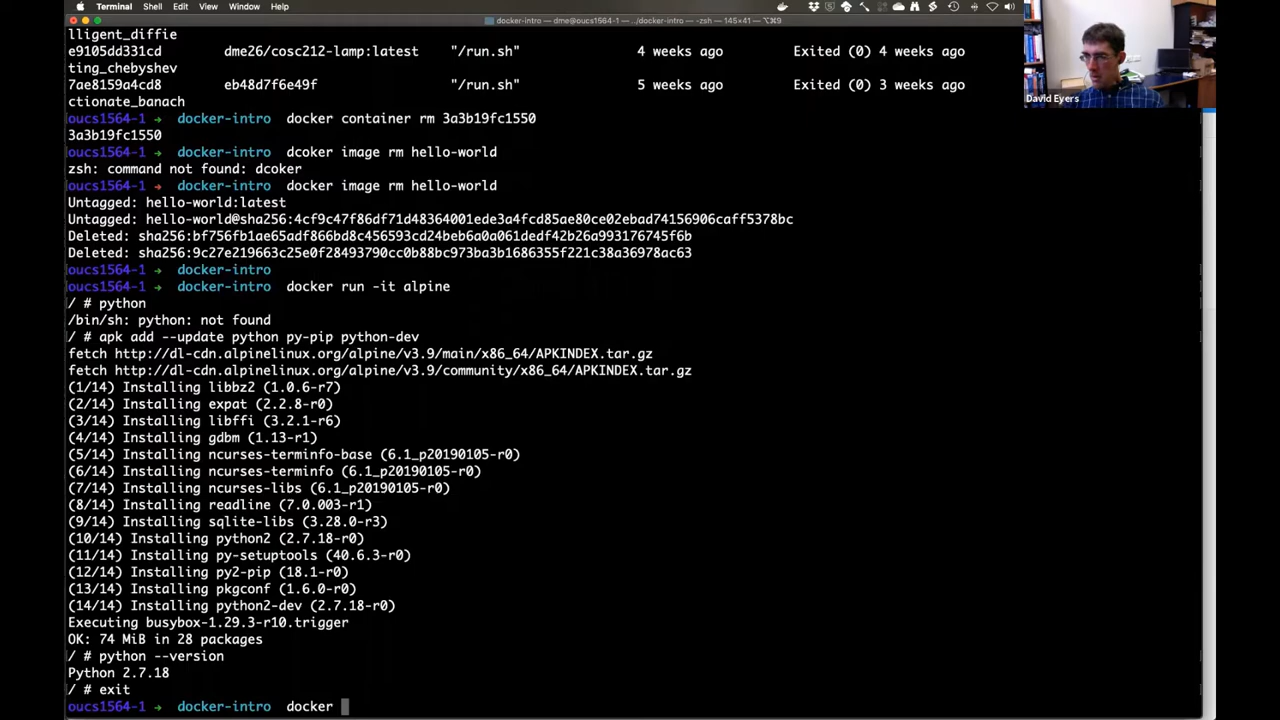 Terminal Shell Edit View Window Help
docker-intro — dme@oucs1564-1 — ../docker-intro — -zsh — 145×41
⌥⌘9
lligent_diffie
e9105dd331cd dme26/cosc212-lamp:latest "/run.sh" 4 weeks ago Exited (0) 4 weeks ago
ting_chebyshev
7ae8159a4cd8 eb48d7f6e49f "/run.sh" 5 weeks ago Exited (0) 3 weeks ago
ctionate_banach
oucs1564-1 → docker-intro docker container rm 3a3b19fc1550
3a3b19fc1550
oucs1564-1 → docker-intro dcoker image rm hello-world
zsh: command not found: dcoker
oucs1564-1 → docker-intro docker image rm hello-world
Untagged: hello-world:latest
Untagged: hello-world@sha256:4cf9c47f86df71d48364001ede3a4fcd85ae80ce02ebad74156906caff5378bc
Deleted: sha256:bf756fb1ae65adf866bd8c456593cd24beb6a0a061dedf42b26a993176745f6b
Deleted: sha256:9c27e219663c25e0f28493790cc0b88bc973ba3b1686355f221c38a36978ac63
oucs1564-1 → docker-intro
oucs1564-1 → docker-intro docker run -it alpine
/ # python
/bin/sh: python: not found
/ # apk add --update python py-pip python-dev
fetch http://dl-cdn.alpinelinux.org/alpine/v3.9/main/x86_64/APKINDEX.tar.gz
fetch http://dl-cdn.alpinelinux.org/alpine/v3.9/community/x86_64/APKINDEX.tar.gz
(1/14) Installing libbz2 (1.0.6-r7)
(2/14) Installing expat (2.2.8-r0)
(3/14) Installing libffi (3.2.1-r6)
(4/14) Installing gdbm (1.13-r1)
(5/14) Installing ncurses-terminfo-base (6.1_p20190105-r0)
(6/14) Installing ncurses-terminfo (6.1_p20190105-r0)
(7/14) Installing ncurses-libs (6.1_p20190105-r0)
(8/14) Installing readline (7.0.003-r1)
(9/14) Installing sqlite-libs (3.28.0-r3)
(10/14) Installing python2 (2.7.18-r0)
(11/14) Installing py-setuptools (40.6.3-r0)
(12/14) Installing py2-pip (18.1-r0)
(13/14) Installing pkgconf (1.6.0-r0)
(14/14) Installing python2-dev (2.7.18-r0)
Executing busybox-1.29.3-r10.trigger
OK: 74 MiB in 28 packages
/ # python --version
Python 2.7.18
/ # exit
oucs1564-1 → docker-intro docker
David Eyers